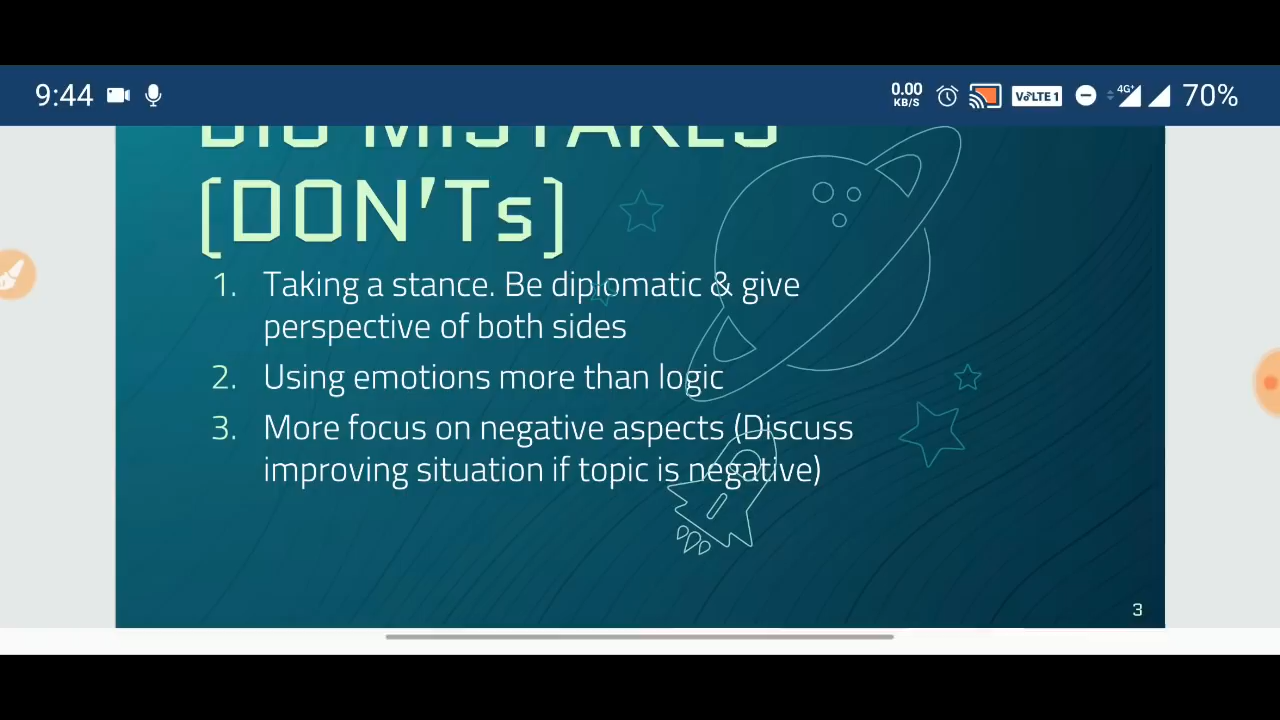 9:44
0.00
KB/S
VoLTE 1
4G+
70%
BIG MISTAKES
(DON'Ts)
1. Taking a stance. Be diplomatic & give
perspective of both sides
2. Using emotions more than logic
3. More focus on negative aspects (Discuss
improving situation if topic is negative)
3